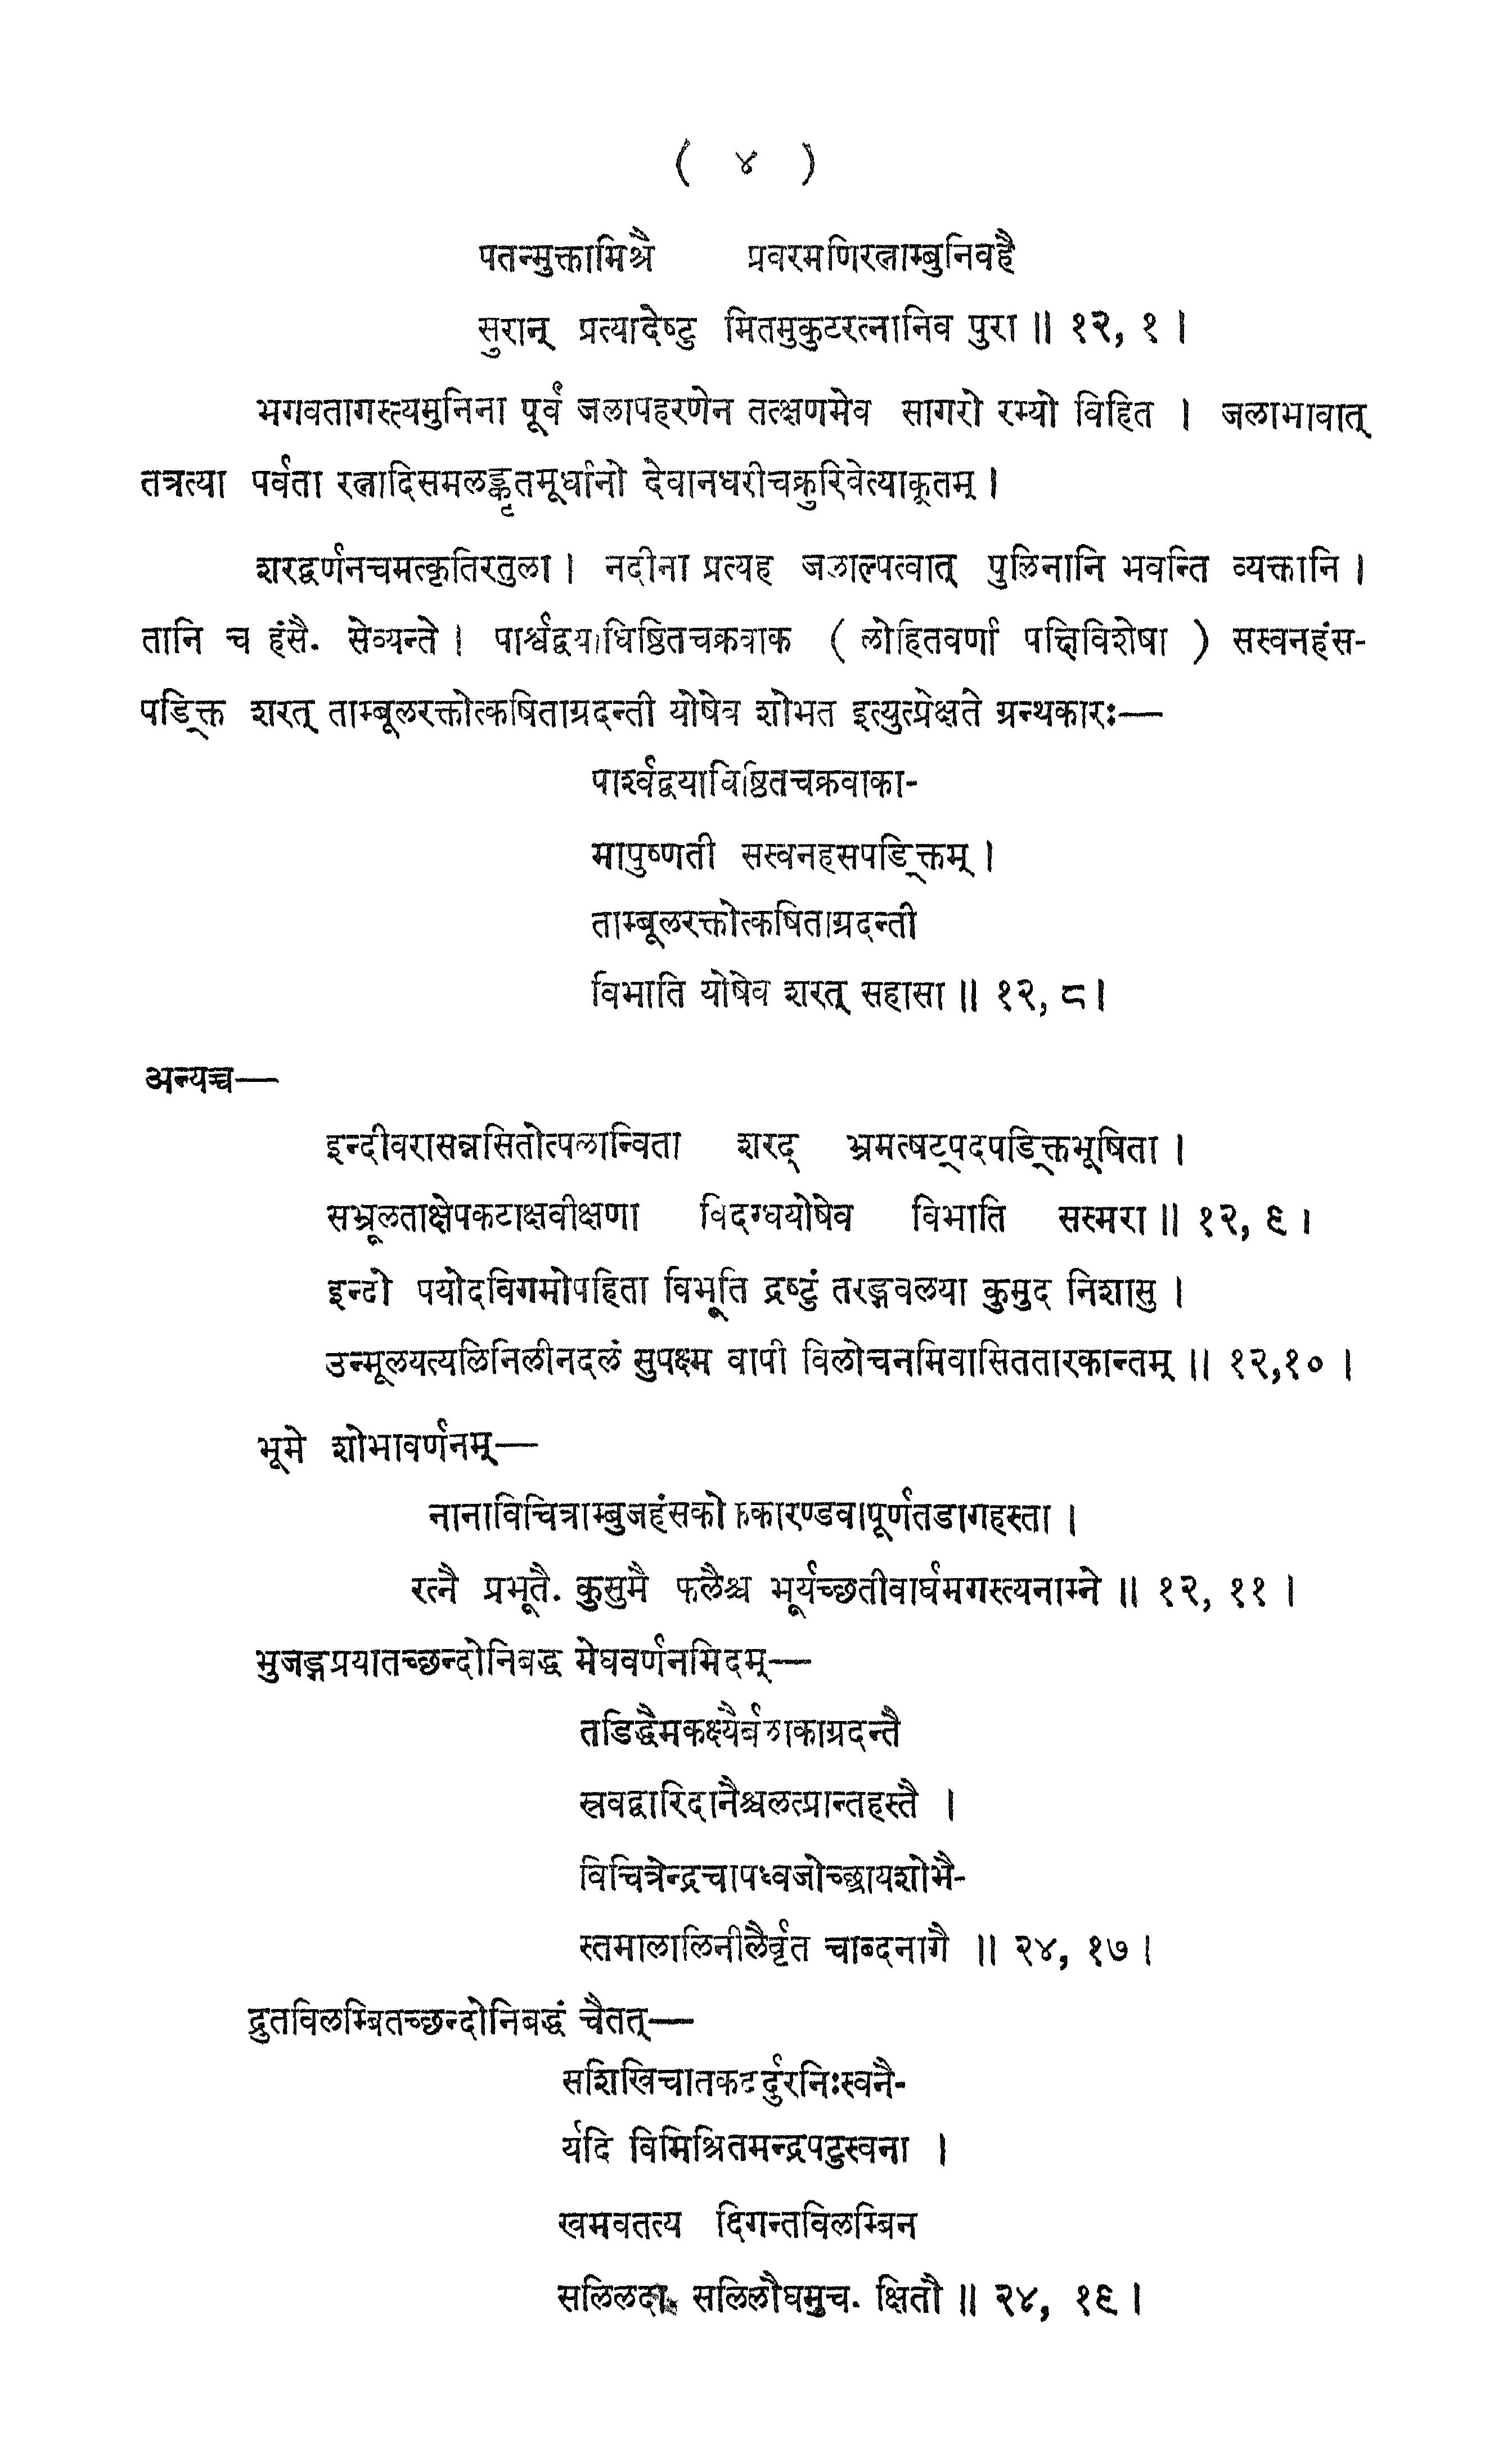 ( ४ )
पतन्मुक्तामिश्रै प्रवरमणिरत्नाम्बुनिवहै
सुरान् प्रत्यादेष्टु मितमुकुटरत्नानिव पुरा ॥ १२, १ ।
भगवतागस्त्यमुनिना पूर्वं जलापहरणेन तत्क्षणमेव सागरो रम्यो विहित । जलाभावात्
तत्रत्या पर्वता रत्नादिसमलङ्कृतमूर्धानो देवानधरीचक्रुरिवेत्याकूतम् ।
शरद्वर्णनचमत्कृतिरतुला । नदीना प्रत्यह जलाल्पत्वात् पुलिनानि भवन्ति व्यक्तानि ।
तानि च हंसै. सेव्यन्ते । पार्श्वद्वयाधिष्ठितचक्रवाक ( लोहितवर्णा पक्षिविशेषा ) सस्वनहंस-
पङ्क्ति शरत् ताम्बूलरक्तोत्कषिताग्रदन्ती योषेव शोभत इत्युत्प्रेक्षते ग्रन्थकारः—
पार्श्वद्वयाधिष्ठितचक्रवाका-
मापुष्णती सस्वनहसपङ्क्तिम् ।
ताम्बूलरक्तोत्कषिताग्रदन्ती
विभाति योषेव शरत् सहासा ॥ १२, ८ ।
अन्यच्च—
इन्दीवरासन्नसितोत्पलान्विता शरद् भ्रमत्षट्पदपङ्क्तिभूषिता ।
सभ्रूलताक्षेपकटाक्षवीक्षणा विदग्धयोषेव विभाति सस्मरा ॥ १२, ९ ।
इन्दो पयोदविगमोपहिता विभूति द्रष्टुं तरङ्गवलया कुमुद निशासु ।
उन्मूलयत्यलिनिलीनदलं सुपक्ष्म वापी विलोचनमिवासिततारकान्तम् ॥ १२,१० ।
भूमे शोभावर्णनम्—
नानाविचित्राम्बुजहंसकोककारण्डवापूर्णतडागहस्ता ।
रत्नै प्रभूतै. कुसुमै फलैश्च भूर्यच्छतीवार्घमगस्त्यनाम्ने ॥ १२, ११ ।
भुजङ्गप्रयातच्छन्दोनिबद्ध मेघवर्णनमिदम्—
तडिद्धैमकक्ष्यैर्बलाकाग्रदन्तै
स्रवद्वारिदानैश्चलत्प्रान्तहस्तै ।
विचित्रेन्द्रचापध्वजोच्छ्रायशोभै-
स्तमालालिनीलैर्वृत चाब्दनागै ॥ २४, १७ ।
द्रुतविलम्बितच्छन्दोनिबद्धं चैतत्—
सशिखिचातकदर्दुरनिःस्वनै-
र्यदि विमिश्रितमन्द्रपटुस्वना ।
खमवतत्य दिगन्तविलम्बिन
सलिलदा. सलिलौघमुच. क्षितौ ॥ २४, १९ ।